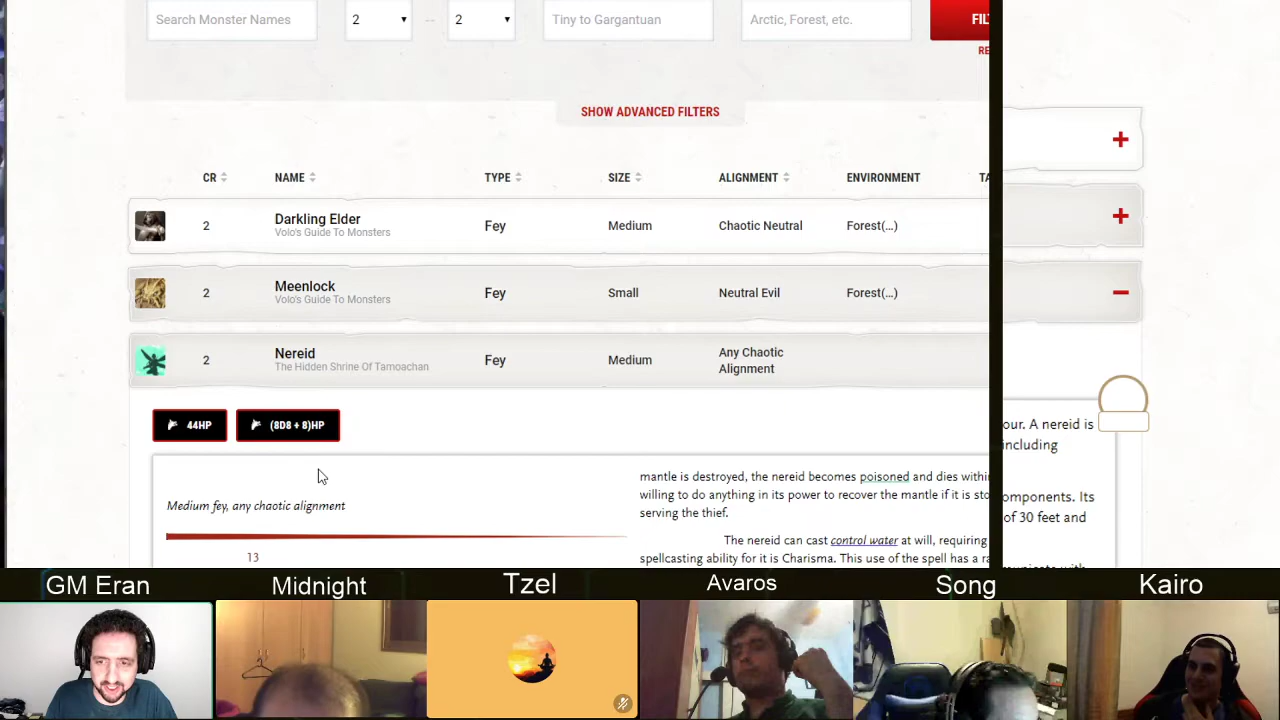 Search Monster Names
2
--
2
Tiny to Gargantuan
Arctic, Forest, etc.
FIL
RE
SHOW ADVANCED FILTERS
CR
NAME
TYPE
SIZE
ALIGNMENT
ENVIRONMENT
TA
2
Darkling Elder
Volo's Guide To Monsters
Fey
Medium
Chaotic Neutral
Forest(...)
2
Meenlock
Volo's Guide To Monsters
Fey
Small
Neutral Evil
Forest(...)
2
Nereid
The Hidden Shrine Of Tamoachan
Fey
Medium
Any Chaotic
Alignment
44HP
(8D8 + 8)HP
Medium fey, any chaotic alignment
13
mantle is destroyed, the nereid becomes poisoned and dies within
willing to do anything in its power to recover the mantle if it is sto
serving the thief.
The nereid can cast control water at will, requiring
spellcasting ability for it is Charisma. This use of the spell has a ra
our. A nereid is
including
omponents. Its
of 30 feet and
GM Eran
Midnight
Tzel
Avaros
Song
Kairo